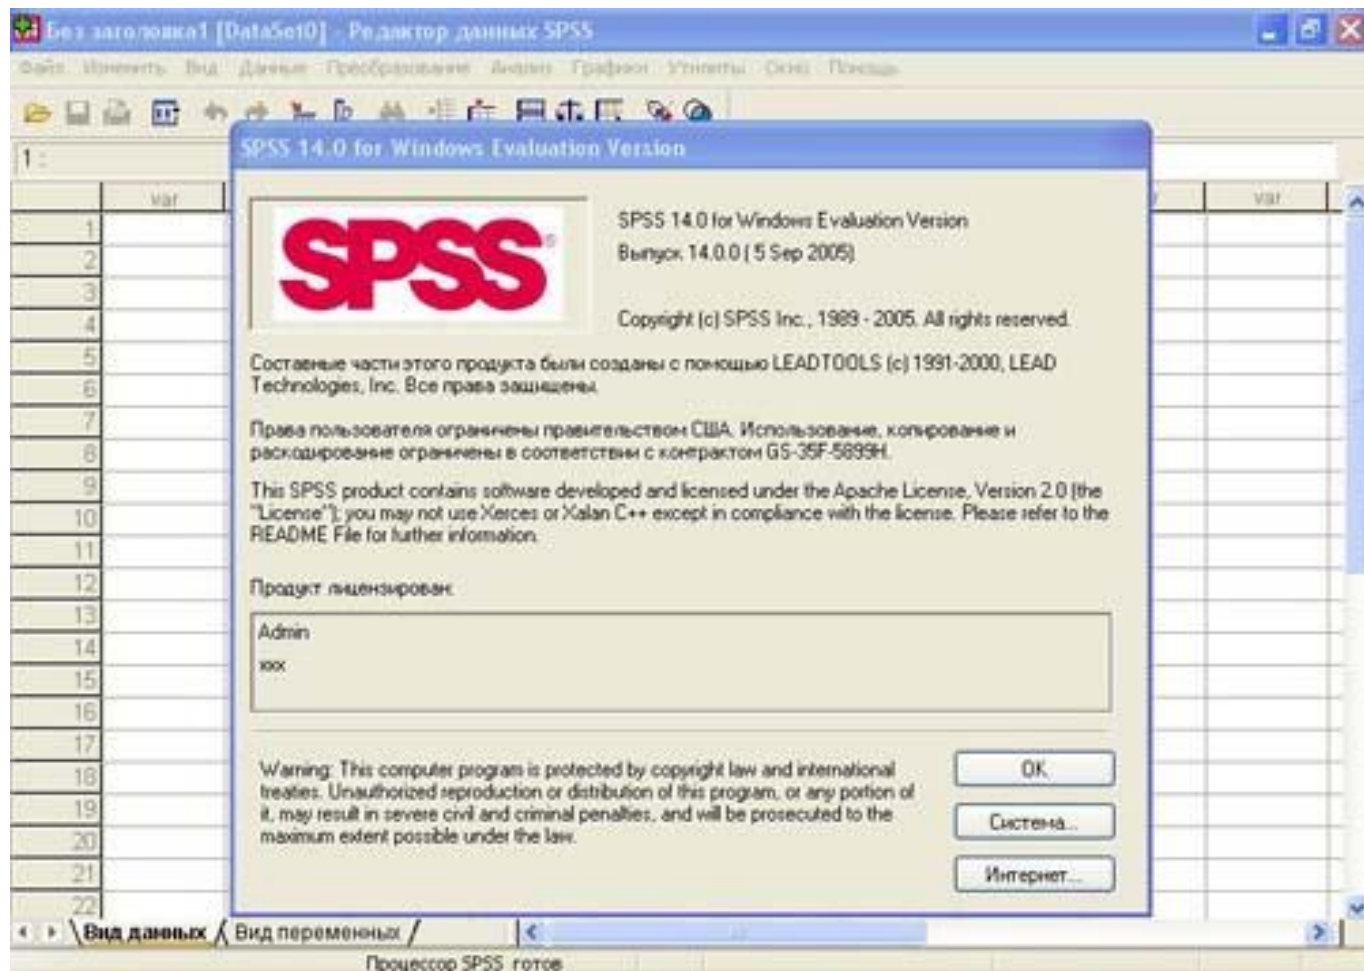 Без заголовка1 [DataSet0] - Редактор данных SPSS
Файл Изменить Вид Данные Преобразование Анализ Графики Утилиты Окно Помощь
1 :
SPSS 14.0 for Windows Evaluation Version
var
var
SPSS®
SPSS 14.0 for Windows Evaluation Version
Выпуск 14.0.0 ( 5 Sep 2005)
Copyright (c) SPSS Inc., 1989 - 2005. All rights reserved.
Составные части этого продукта были созданы с помощью LEADTOOLS (c) 1991-2000, LEAD
Technologies, Inc. Все права защищены.
Права пользователя ограничены правительством США. Использование, копирование и
раскодирование ограничены в соответствии с контрактом GS-35F-5899H.
This SPSS product contains software developed and licensed under the Apache License, Version 2.0 (the
"License"); you may not use Xerces or Xalan C++ except in compliance with the license. Please refer to the
README File for further information.
Продукт лицензирован:
Admin
xxx
Warning: This computer program is protected by copyright law and international
treaties. Unauthorized reproduction or distribution of this program, or any portion of
it, may result in severe civil and criminal penalties, and will be prosecuted to the
maximum extent possible under the law.
OK
Система...
Интернет...
1
2
3
4
5
6
7
8
9
10
11
12
13
14
15
16
17
18
19
20
21
22
Вид данных
Вид переменных
Процессор SPSS готов